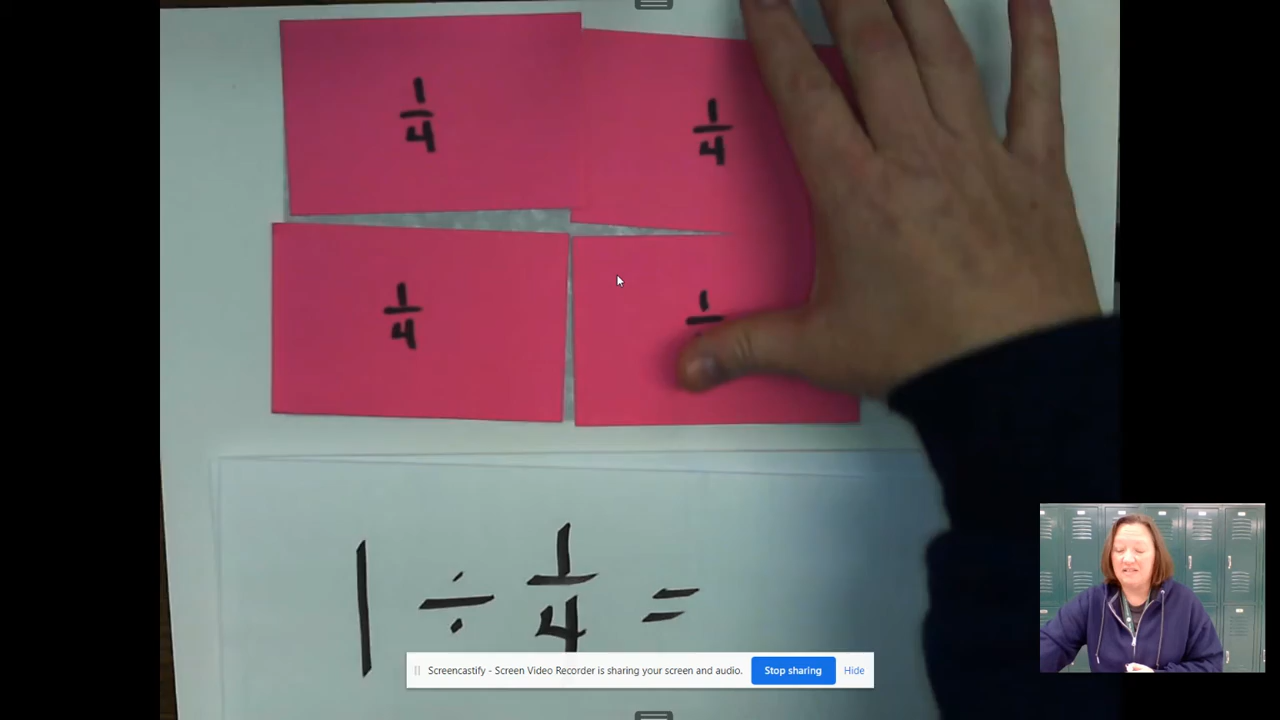 1/4
1/4
1/4
1 ÷ 1/4 =
Screencastify - Screen Video Recorder is sharing your screen and audio. Stop sharing Hide